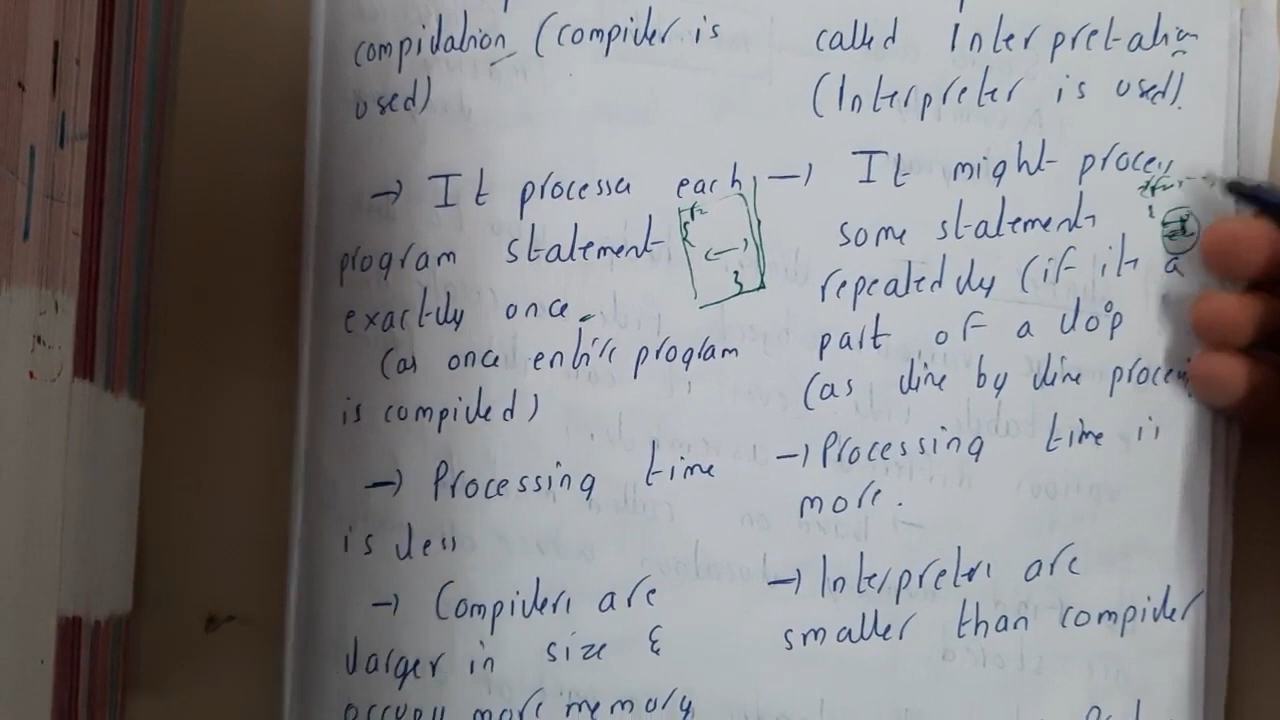 compilation (compiler is
used)
→ It processes each
program statement
exactly once.
(as once entire program
is compiled)
→ Processing time
is less
→ Compilers are
larger in size &
occupy more memory
called Interpretation
(Interpreter is used).
→ It might process
some statements
repeatedly (if it is a
part of a loop
(as line by line process
→ Processing time is
more.
→ Interpreters are
smaller than compiler